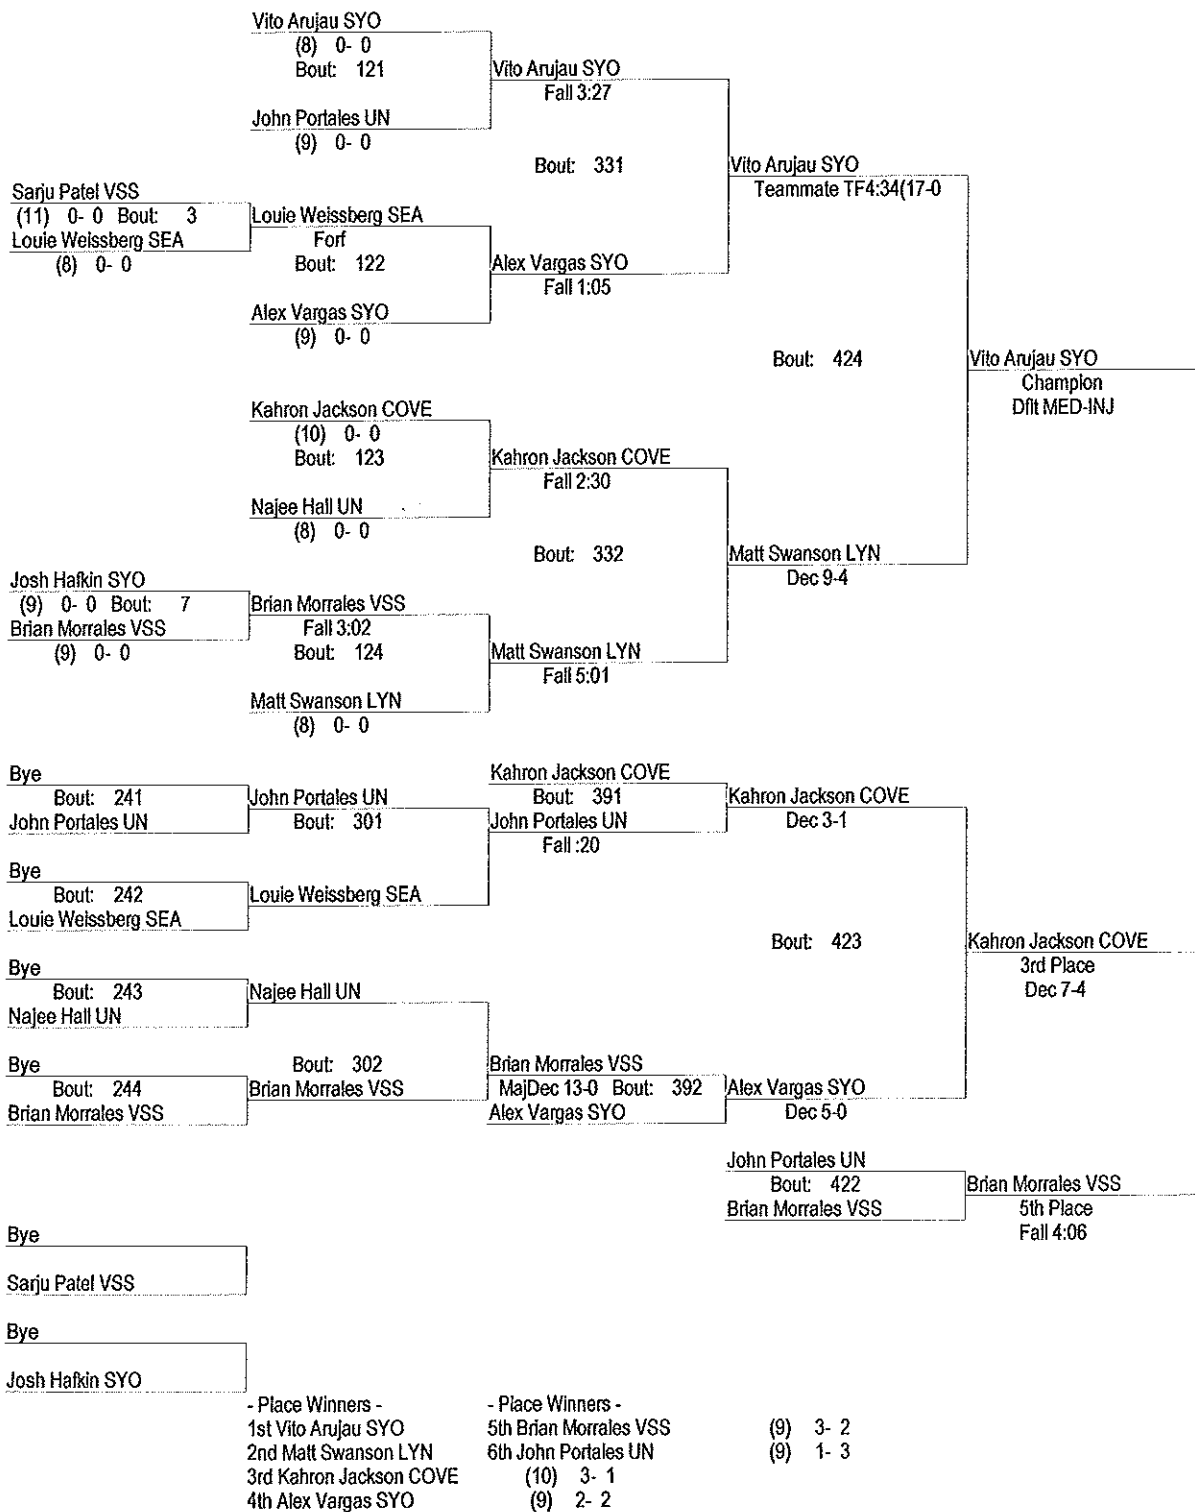 Vito Arujau SYO
(8) 0- 0
Bout: 121
Vito Arujau SYO
Fall 3:27
John Portales UN
(9) 0- 0
Bout: 331
Vito Arujau SYO
Teammate TF4:34(17-0
Sarju Patel VSS
(11) 0- 0 Bout: 3
Louie Weissberg SEA
Louie Weissberg SEA
(8) 0- 0
Forf
Bout: 122
Alex Vargas SYO
Fall 1:05
Alex Vargas SYO
(9) 0- 0
Bout: 424
Vito Arujau SYO
Champion
Dflt MED-INJ
Kahron Jackson COVE
(10) 0- 0
Bout: 123
Kahron Jackson COVE
Fall 2:30
Najee Hall UN
(8) 0- 0
Bout: 332
Matt Swanson LYN
Dec 9-4
Josh Hafkin SYO
(9) 0- 0 Bout: 7
Brian Morrales VSS
Brian Morrales VSS
(9) 0- 0
Fall 3:02
Bout: 124
Matt Swanson LYN
Fall 5:01
Matt Swanson LYN
(8) 0- 0
Bye
Bout: 241
John Portales UN
John Portales UN
Bout: 301
Kahron Jackson COVE
Bout: 391
John Portales UN
Fall :20
Kahron Jackson COVE
Dec 3-1
Bye
Bout: 242
Louie Weissberg SEA
Louie Weissberg SEA
Bout: 423
Kahron Jackson COVE
3rd Place
Dec 7-4
Bye
Bout: 243
Najee Hall UN
Najee Hall UN
Bye
Bout: 244
Brian Morrales VSS
Bout: 302
Brian Morrales VSS
Brian Morrales VSS
MajDec 13-0 Bout: 392
Alex Vargas SYO
Alex Vargas SYO
Dec 5-0
John Portales UN
Bout: 422
Brian Morrales VSS
Brian Morrales VSS
5th Place
Fall 4:06
Bye
Sarju Patel VSS
Bye
Josh Hafkin SYO
- Place Winners - - Place Winners -
1st Vito Arujau SYO 5th Brian Morrales VSS (9) 3- 2
2nd Matt Swanson LYN 6th John Portales UN (9) 1- 3
3rd Kahron Jackson COVE (10) 3- 1
4th Alex Vargas SYO (9) 2- 2